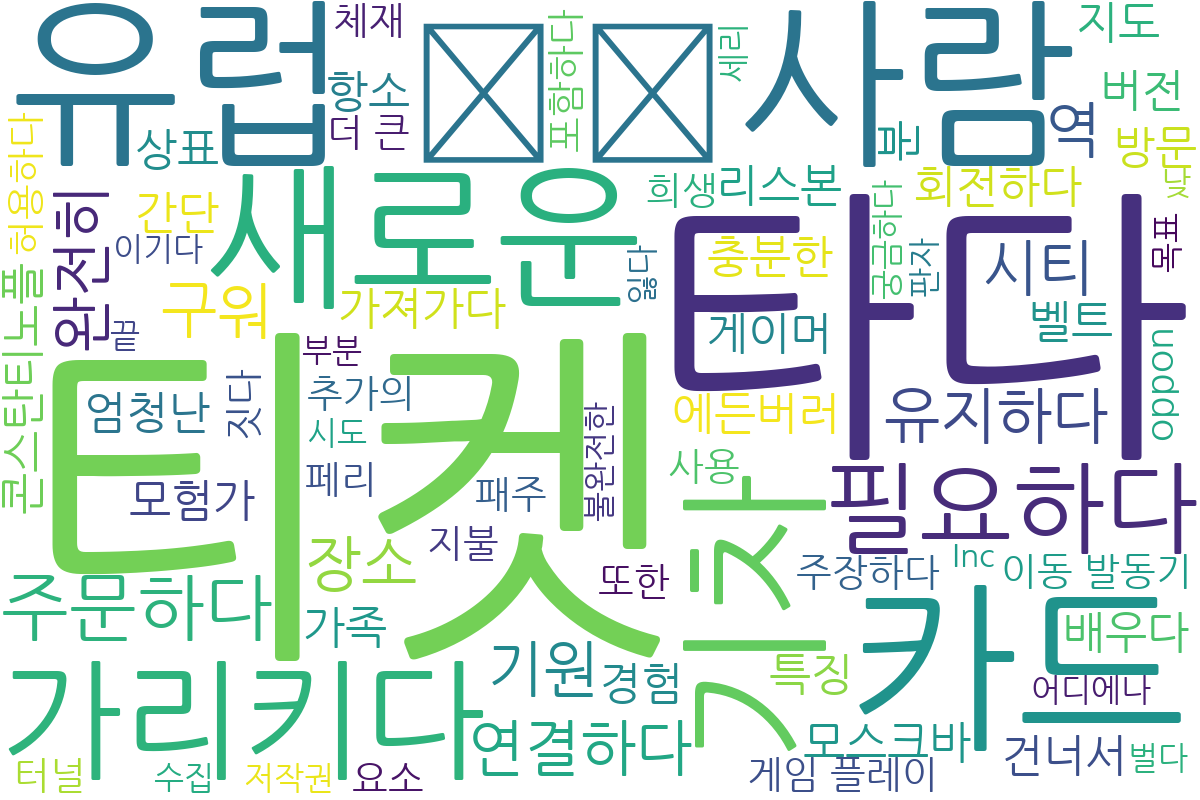 유럽
사람
체재
지도
세리
포함하다
항소
버전
더 큰
역
상표
분
방문
허용하다
새로운
희생
리스본
회전하다
낮
완전히
간단
궁금하다
타다
목표
이기다
충분한
시티
판자
잃다
콘스탄티노플
구워
가져가다
게이머
벨트
끝
부분
티켓
oppon
엄청난
짓다
추가의
에든버러
유지하다
시도
불완전한
사용
필요하다
모험가
페리
패주
기차
지불
장소
주장하다
Inc
이동 발동기
또한
주문하다
가족
카드
배우다
기원
경험
특징
가리키다
어디에나
연결하다
모스크바
건너서
벌다
터널
수집
저작권
요소
게임 플레이